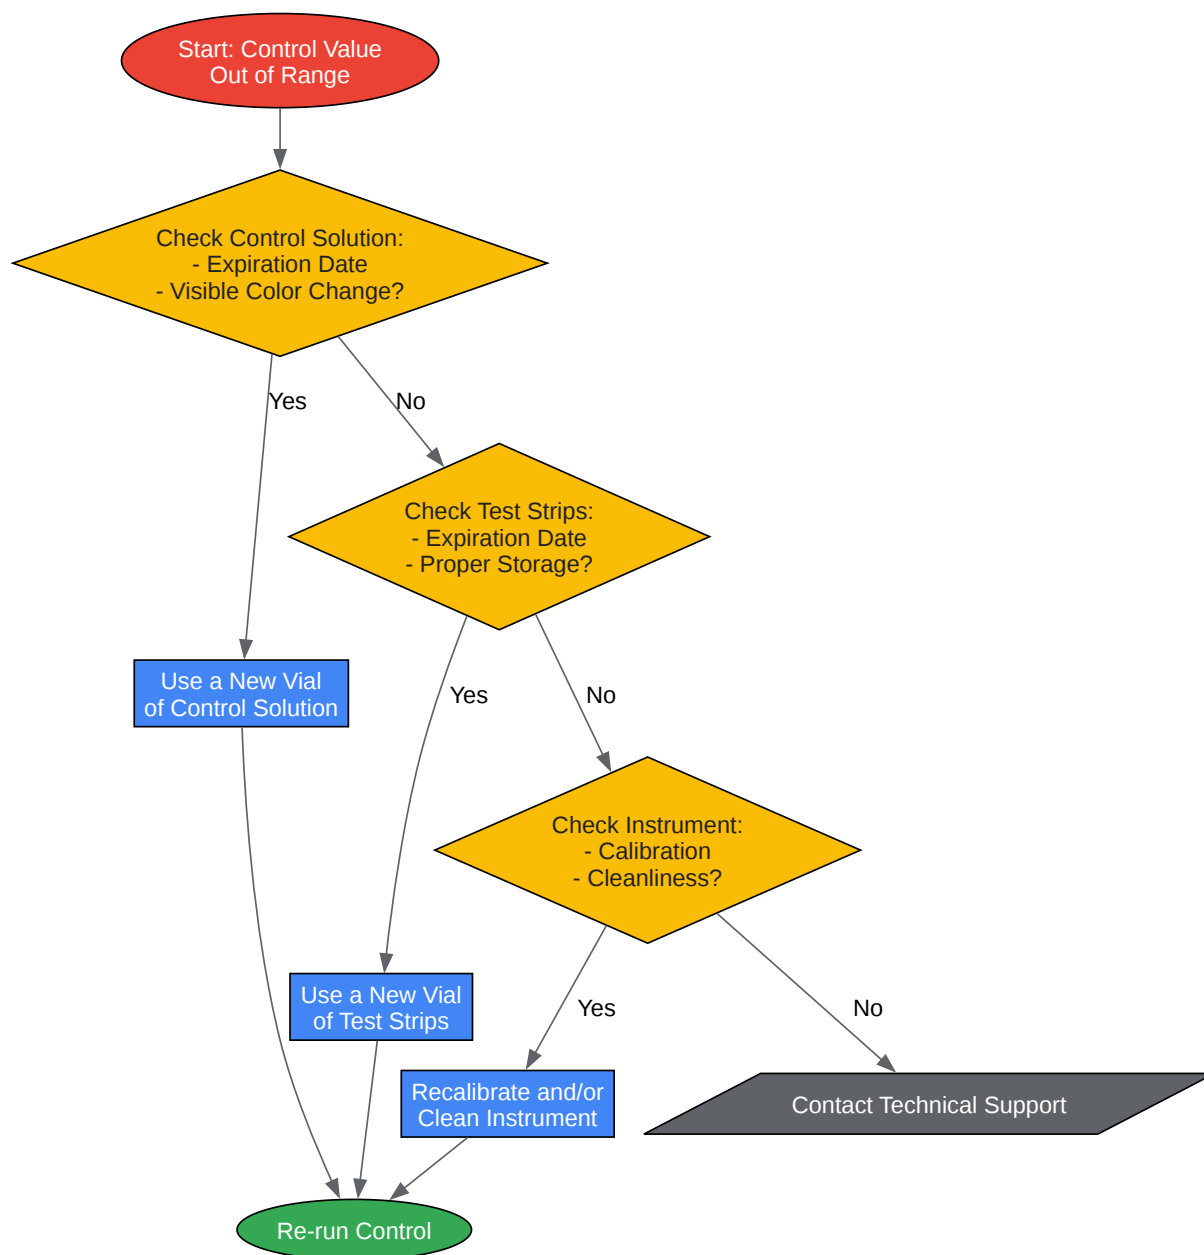 Start: Control Value
Out of Range
Check Control Solution:
- Expiration Date
- Visible Color Change?
Yes
No
Check Test Strips:
- Expiration Date
- Proper Storage?
Use a New Vial
of Control Solution
Yes
No
Check Instrument:
- Calibration
- Cleanliness?
Use a New Vial
of Test Strips
Yes
No
Recalibrate and/or
Clean Instrument
Contact Technical Support
Re-run Control